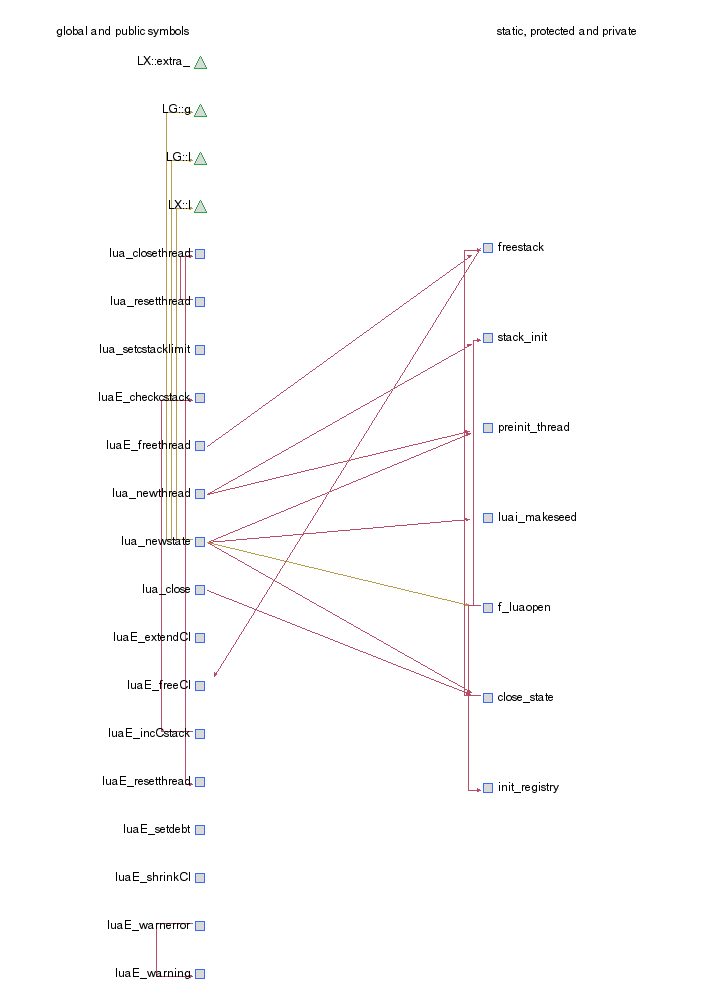 global and public symbols
static, protected and private
LX::extra_
LG::g
LG::l
LX::l
lua_closethread
freestack
lua_resetthread
stack_init
lua_setcstacklimit
luaE_checkcstack
preinit_thread
luaE_freethread
lua_newthread
luai_makeseed
lua_newstate
lua_close
f_luaopen
luaE_extendCI
luaE_freeCI
close_state
luaE_incCstack
luaE_resetthread
init_registry
luaE_setdebt
luaE_shrinkCI
luaE_warnerror
luaE_warning